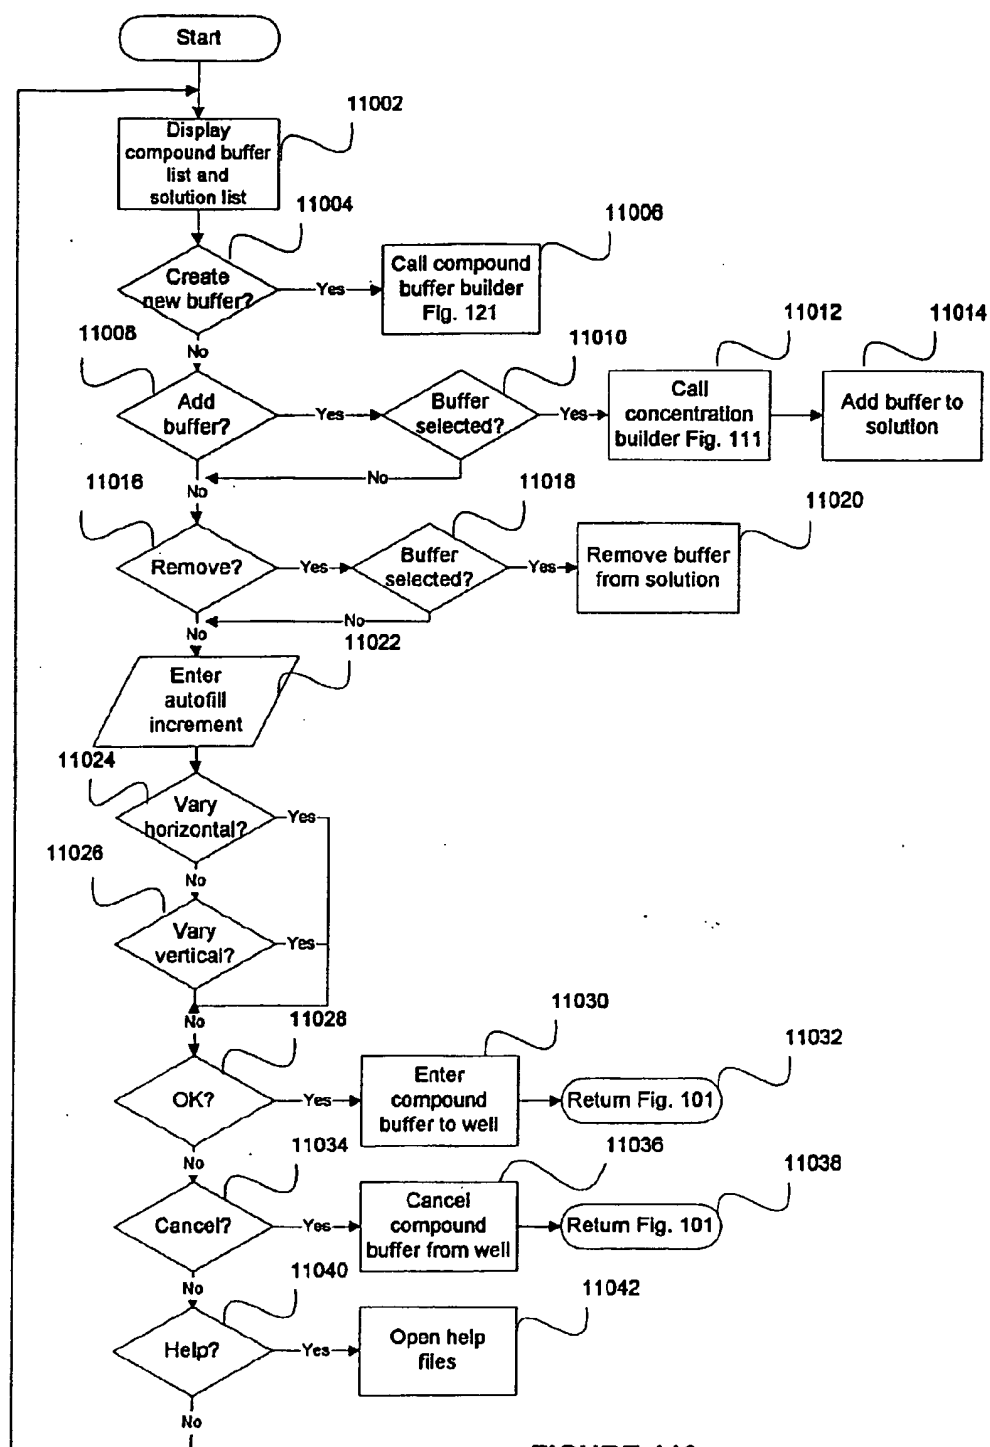 Start
11002
Display
compound buffer
list and
solution list
11004
Create
new buffer?
Yes
11006
Call compound
buffer builder
Fig. 121
No
11008
Add
buffer?
Yes
11010
Buffer
selected?
Yes
11012
Call
concentration
builder Fig. 111
11014
Add buffer to
solution
No
No
11016
Remove?
Yes
11018
Buffer
selected?
Yes
11020
Remove buffer
from solution
No
No
11022
Enter
autofill
increment
11024
Vary
horizontal?
Yes
No
11026
Vary
vertical?
Yes
No
11028
OK?
Yes
11030
Enter
compound
buffer to well
11032
Return Fig. 101
No
11034
Cancel?
Yes
11036
Cancel
compound
buffer from well
11038
Return Fig. 101
No
11040
Help?
Yes
11042
Open help
files
No